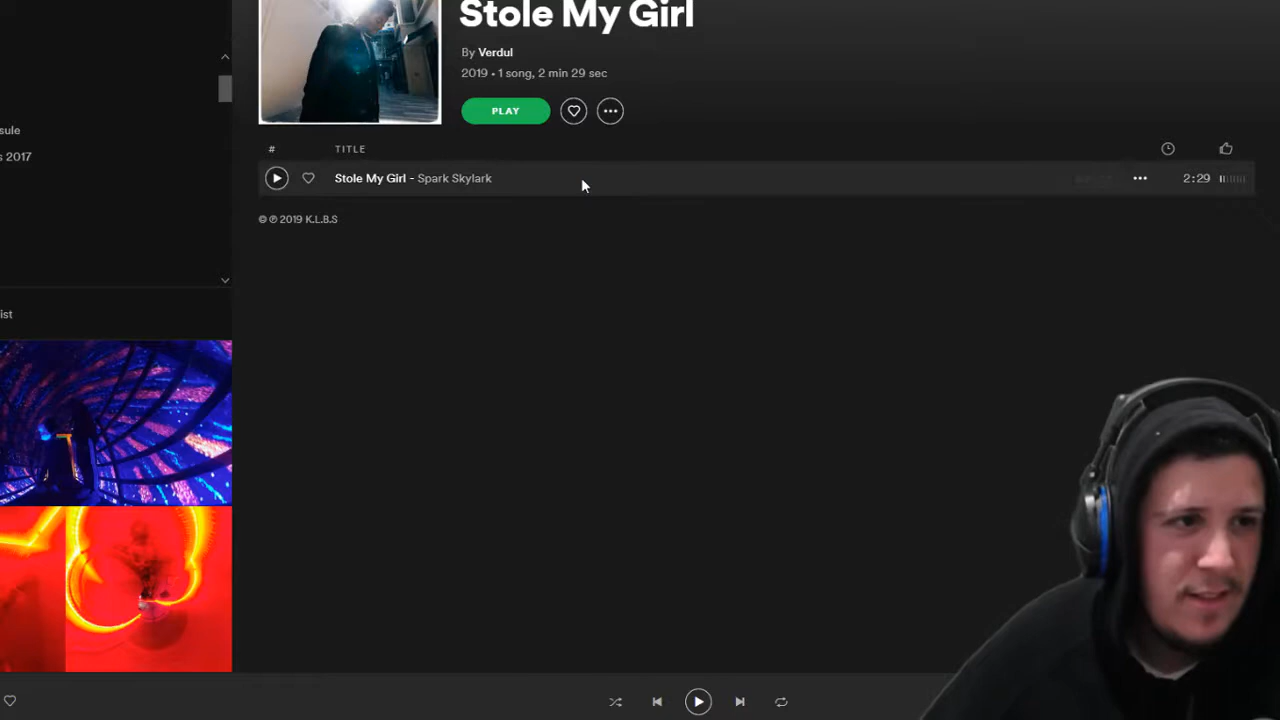 Stole My Girl
By Verdul
2019 • 1 song, 2 min 29 sec
PLAY
sule
s 2017
# TITLE
Stole My Girl - Spark Skylark 2:29
© ℗ 2019 K.L.B.S
ist